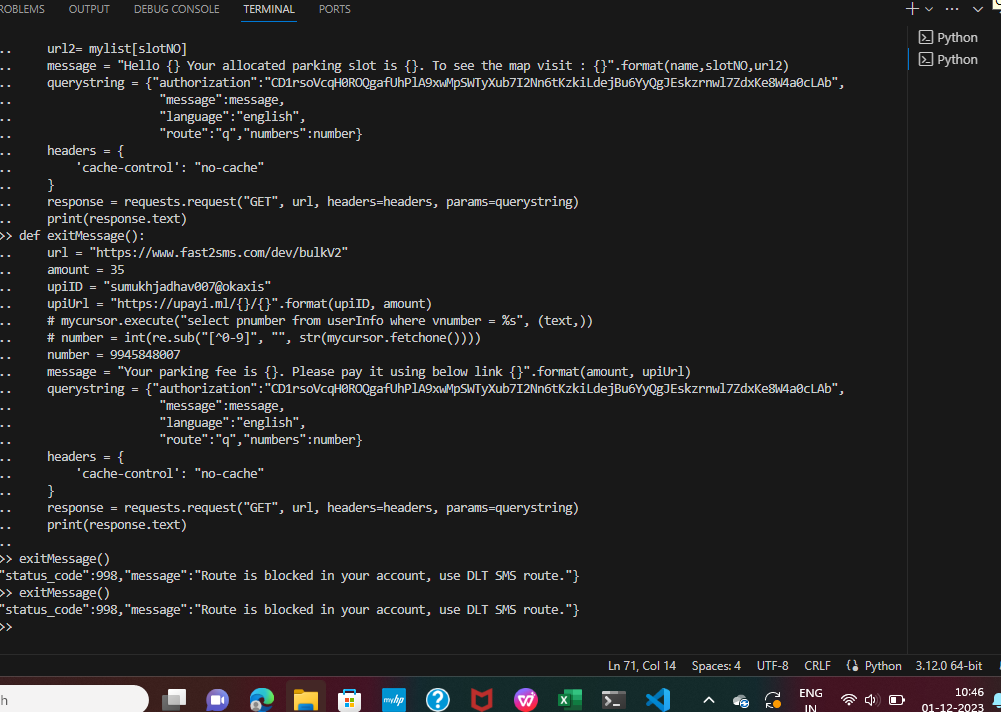 ROBLEMS OUTPUT DEBUG CONSOLE TERMINAL PORTS
.. url2= mylist[slotNO]
.. message = "Hello {} Your allocated parking slot is {}. To see the map visit : {}".format(name,slotNO,url2)
.. querystring = {"authorization":"CD1rsoVcqH0ROQgafUhPlA9xwMpSWTyXub7I2Nn6tKzkiLdejBu6YyQgJEskzrnwl7ZdxKe8W4a0cLAb",
.. "message":message,
.. "language":"english",
.. "route":"q","numbers":number}
.. headers = {
.. 'cache-control': "no-cache"
.. }
.. response = requests.request("GET", url, headers=headers, params=querystring)
.. print(response.text)
>> def exitMessage():
.. url = "https://www.fast2sms.com/dev/bulkV2"
.. amount = 35
.. upiID = "sumukhjadhav007@okaxis"
.. upiUrl = "https://upayi.ml/{}/{}".format(upiID, amount)
.. # mycursor.execute("select pnumber from userInfo where vnumber = %s", (text,))
.. # number = int(re.sub("[^0-9]", "", str(mycursor.fetchone())))
.. number = 9945848007
.. message = "Your parking fee is {}. Please pay it using below link {}".format(amount, upiUrl)
.. querystring = {"authorization":"CD1rsoVcqH0ROQgafUhPlA9xwMpSWTyXub7I2Nn6tKzkiLdejBu6YyQgJEskzrnwl7ZdxKe8W4a0cLAb",
.. "message":message,
.. "language":"english",
.. "route":"q","numbers":number}
.. headers = {
.. 'cache-control': "no-cache"
.. }
.. response = requests.request("GET", url, headers=headers, params=querystring)
.. print(response.text)
..
>> exitMessage()
"status_code":998,"message":"Route is blocked in your account, use DLT SMS route."}
>> exitMessage()
"status_code":998,"message":"Route is blocked in your account, use DLT SMS route."}
>>
Python
Python
Ln 71, Col 14 Spaces: 4 UTF-8 CRLF Python 3.12.0 64-bit
h
myhp
ENG
IN
10:46
01-12-2023